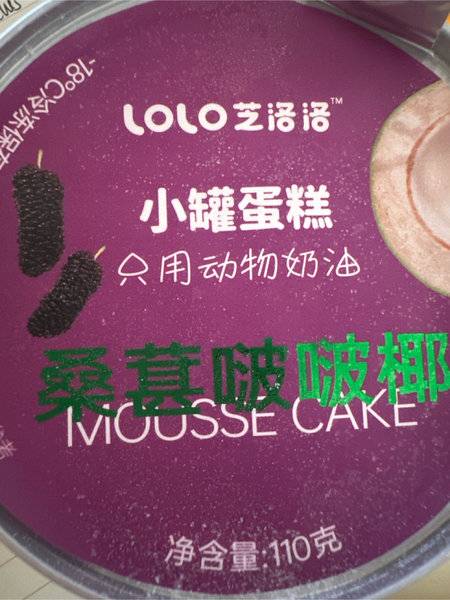 -18℃冷冻保存
LOLO芝洛洛™
小罐蛋糕
只用动物奶油
桑葚啵啵椰
MOUSSE CAKE
净含量:110克